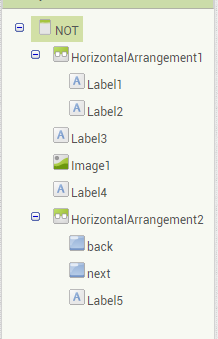 NOT
HorizontalArrangement1
Label1
Label2
Label3
Image1
Label4
HorizontalArrangement2
back
next
Label5